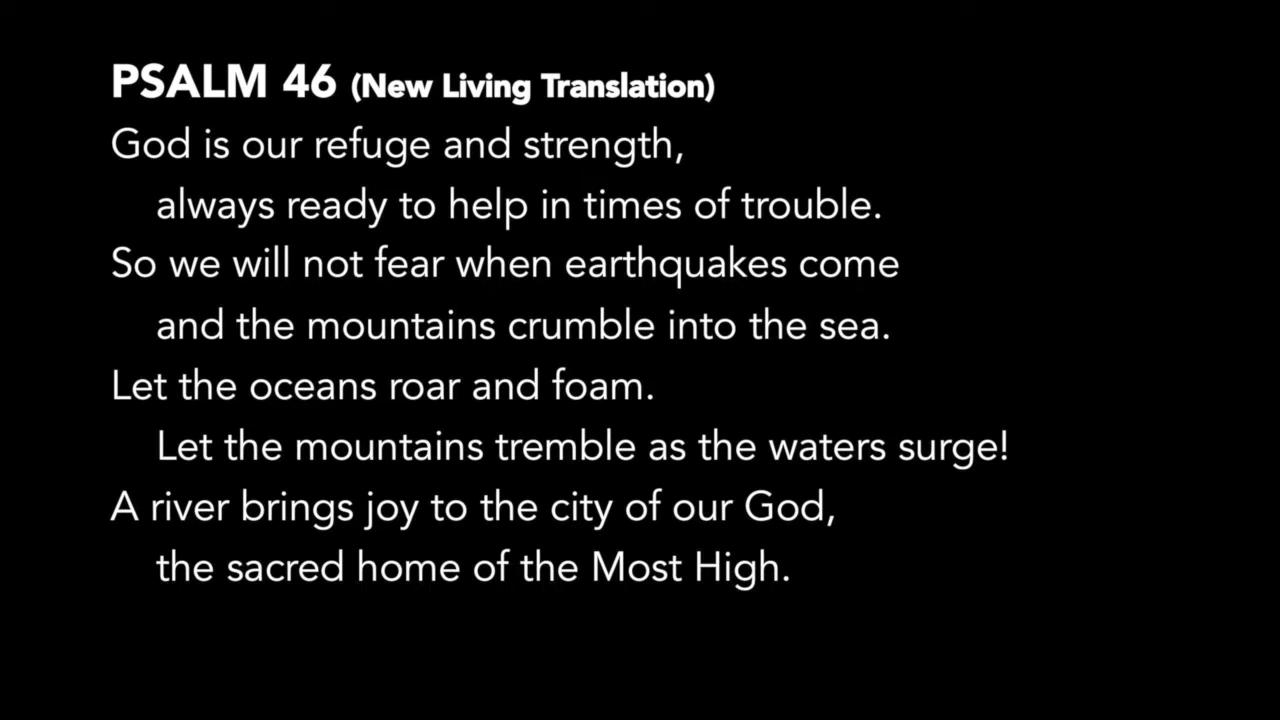 PSALM 46 (New Living Translation)
God is our refuge and strength,
always ready to help in times of trouble.
So we will not fear when earthquakes come
and the mountains crumble into the sea.
Let the oceans roar and foam.
Let the mountains tremble as the waters surge!
A river brings joy to the city of our God,
the sacred home of the Most High.